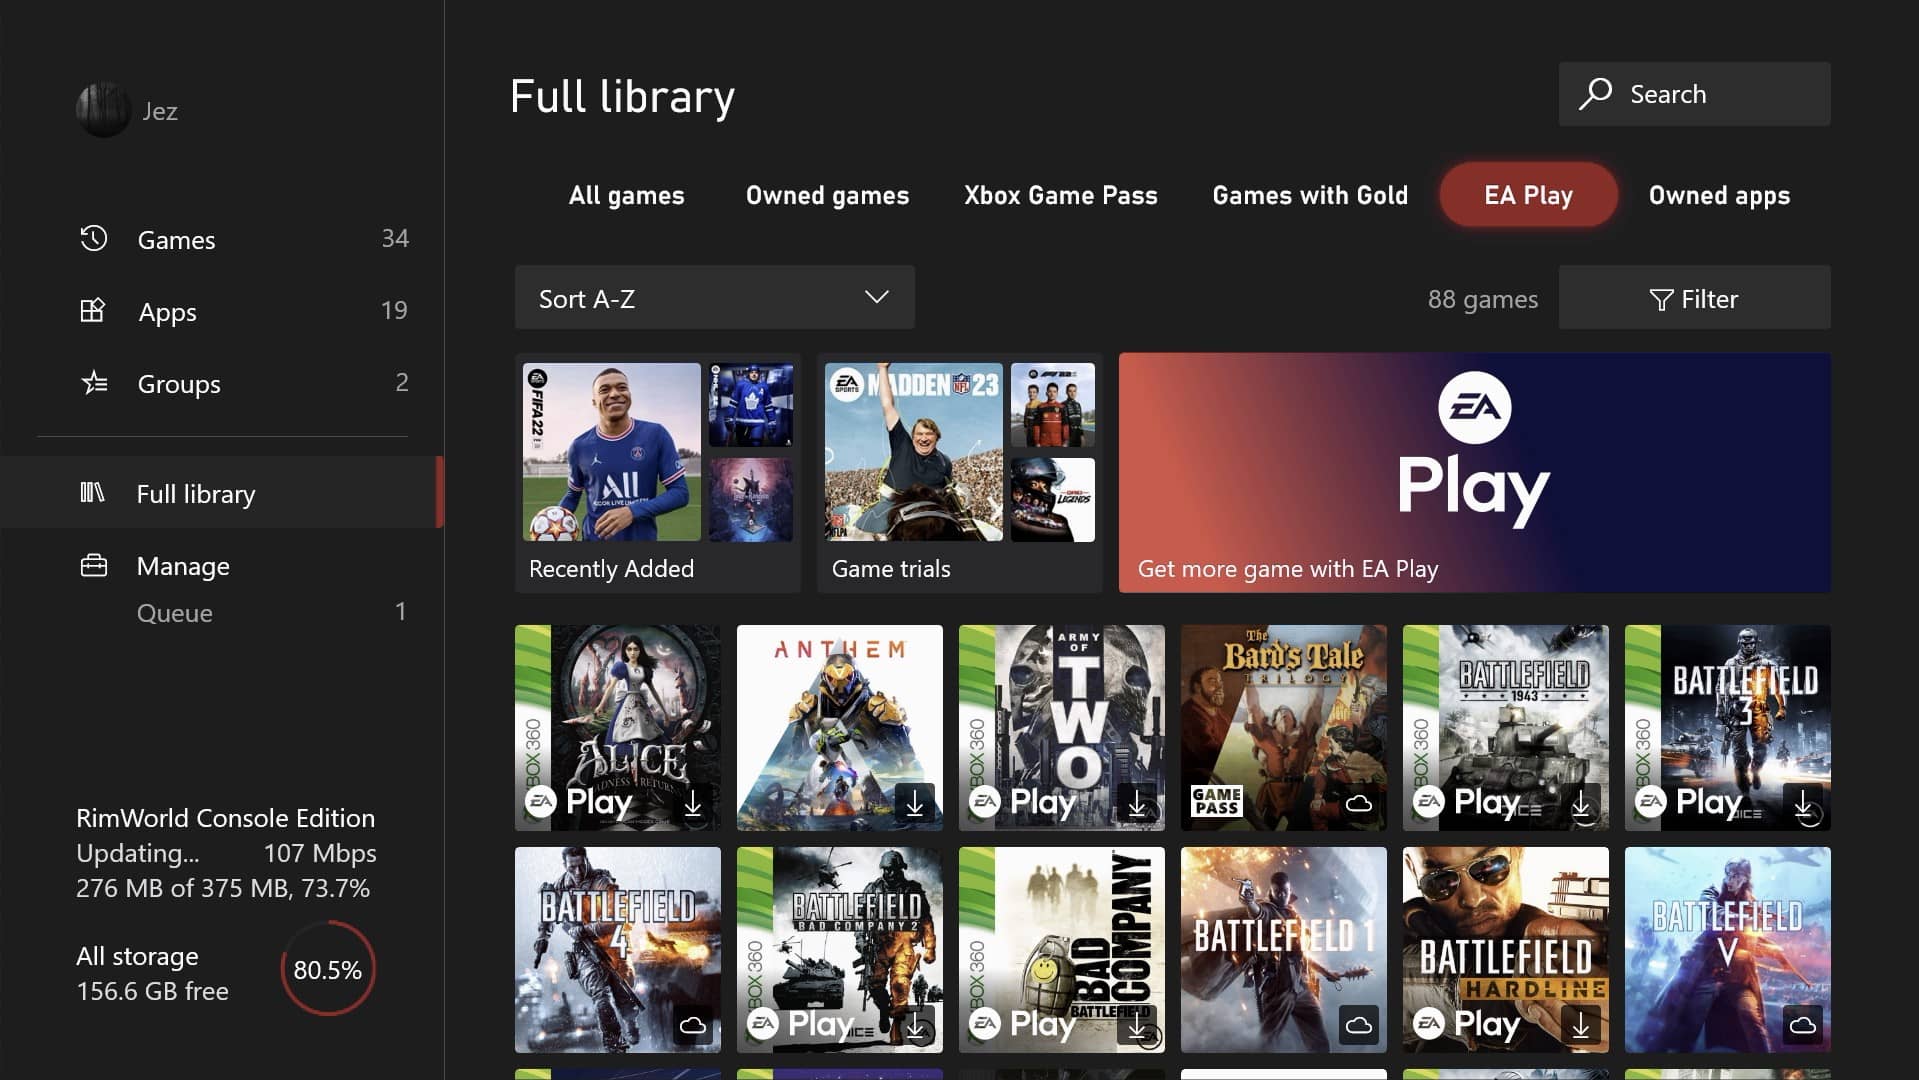 Jez
Games 34
Apps 19
Groups 2
Full library
Manage
Queue 1
RimWorld Console Edition
Updating... 107 Mbps
276 MB of 375 MB, 73.7%
All storage
156.6 GB free
80.5%
Full library
Search
All games Owned games Xbox Game Pass Games with Gold EA Play Owned apps
Sort A-Z
88 games
Filter
FIFA 22
Recently Added
EA SPORTS
MADDEN NFL 23
LEGENDS
Game trials
EA
Play
Get more game with EA Play
XBOX 360
ALICE
MADNESS RETURNS
EA Play
ANTHEM
XBOX 360
ARMY
OF
TWO
EA Play
The
Bard's Tale
TRILOGY
GAME
PASS
XBOX 360
BATTLEFIELD
1943
EA Play
XBOX 360
BATTLEFIELD
3
EA Play
BATTLEFIELD
4
XBOX 360
BATTLEFIELD
BAD COMPANY 2
EA Play
XBOX 360
BAD
COMPANY
BATTLEFIELD
EA Play
BATTLEFIELD 1
BATTLEFIELD
HARDLINE
EA Play
BATTLEFIELD
V